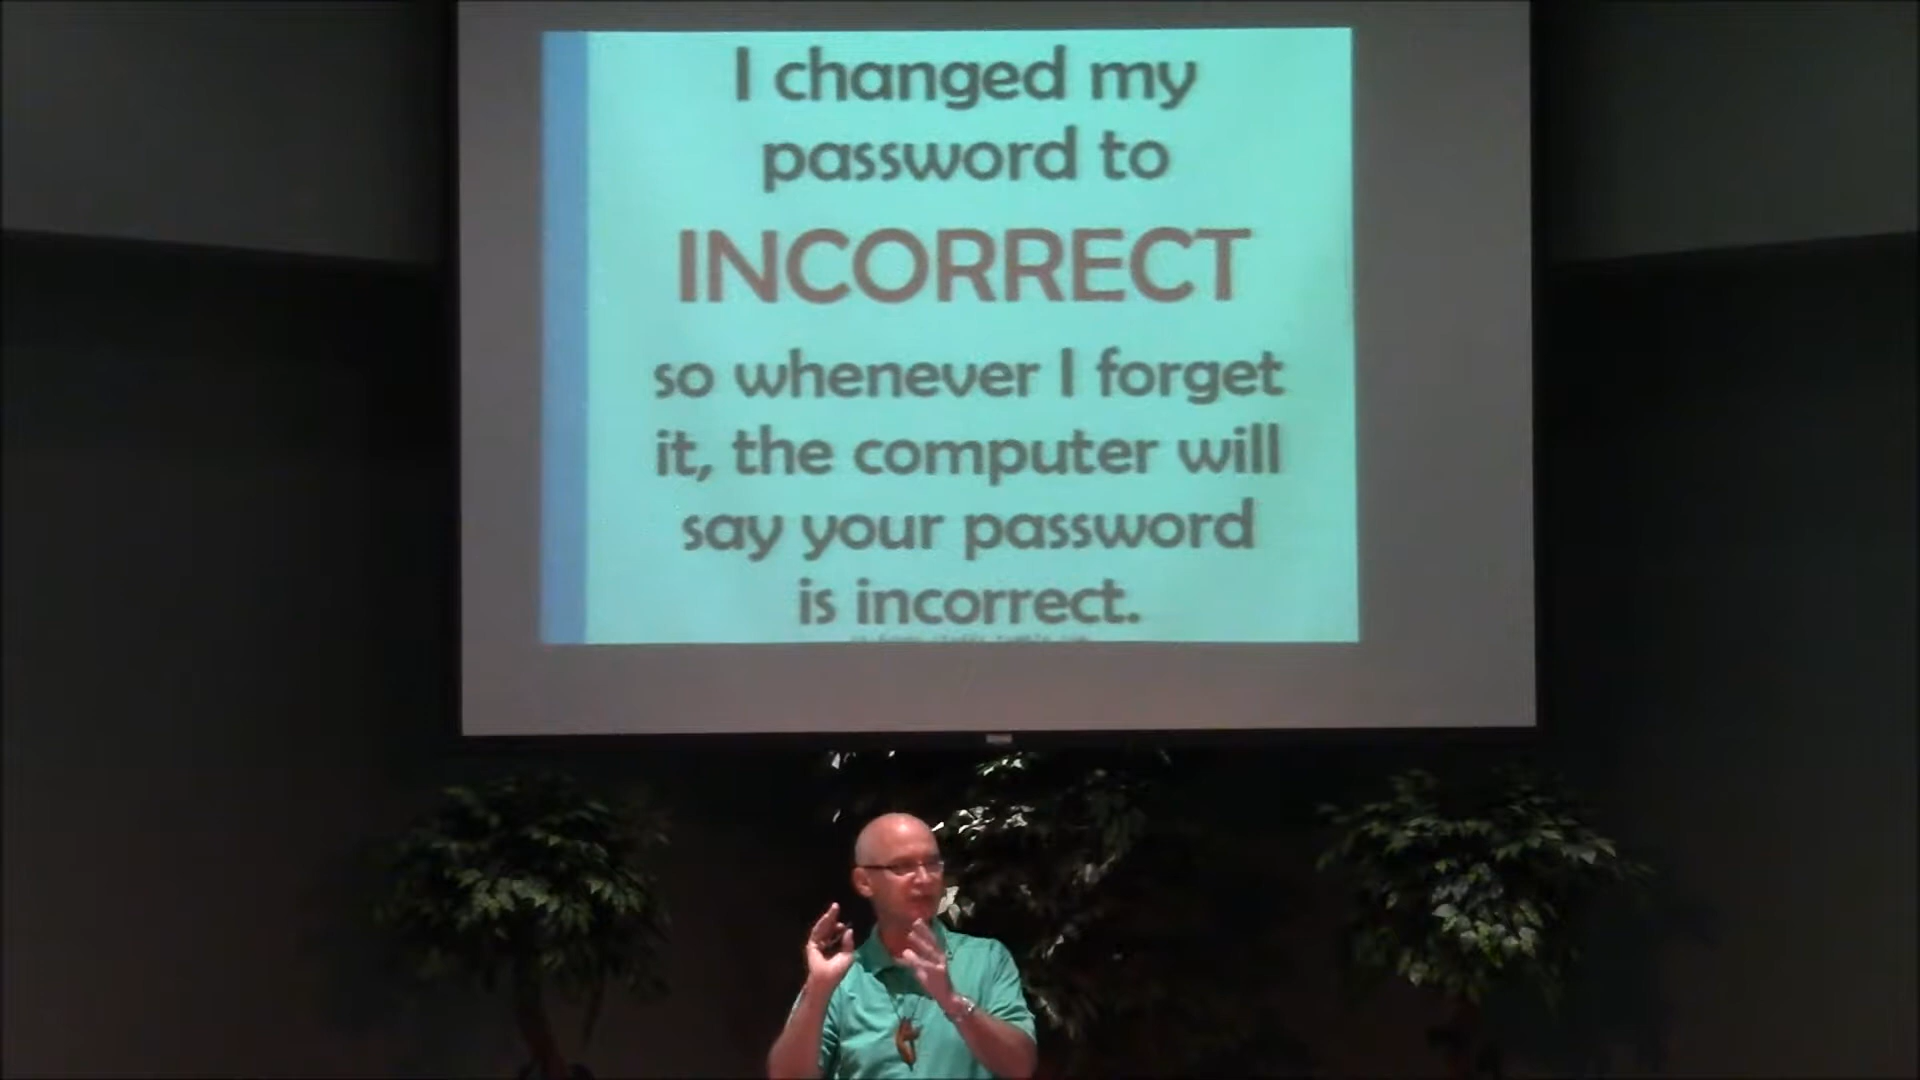 I changed my
password to
INCORRECT
so whenever I forget
it, the computer will
say your password
is incorrect.